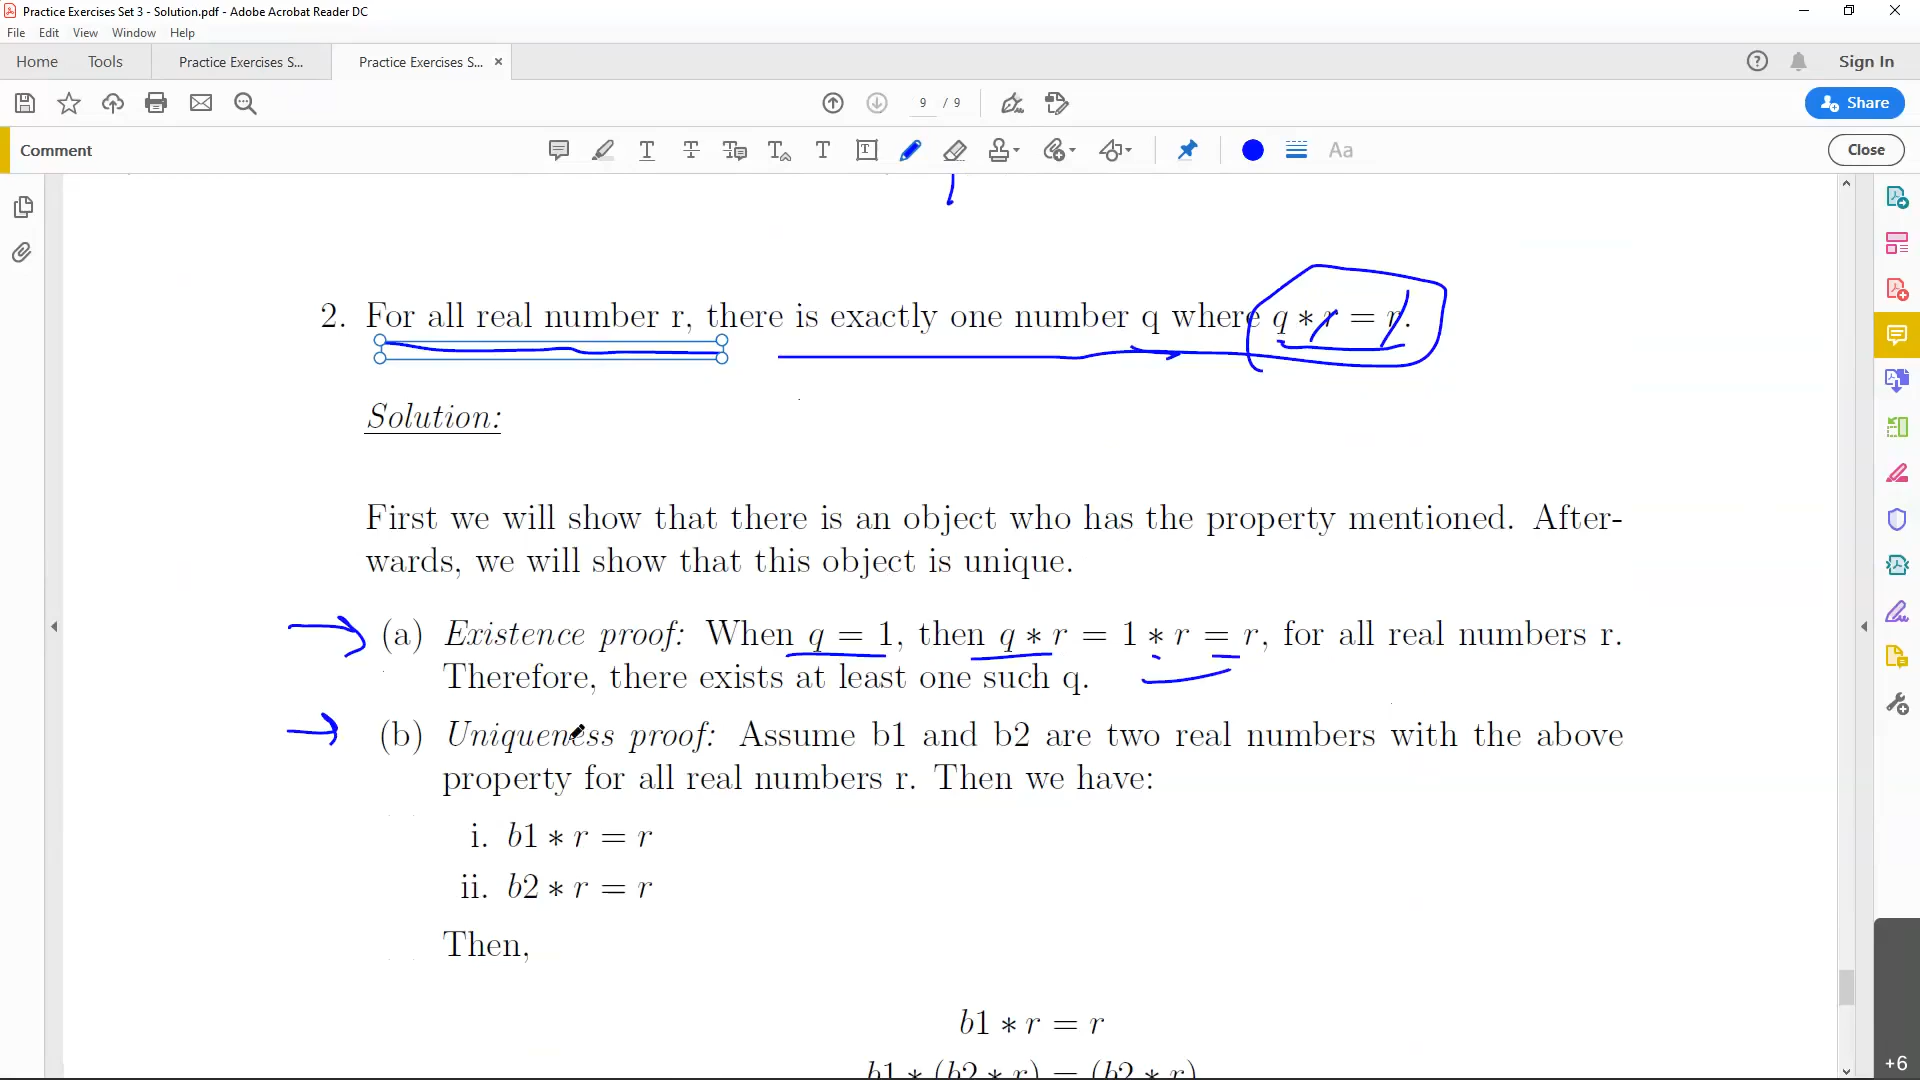 Practice Exercises Set 3 - Solution.pdf - Adobe Acrobat Reader DC
File Edit View Window Help
Home Tools Practice Exercises S... Practice Exercises S... Sign In
9 / 9 Share
Comment Aa Close
2. For all real number r, there is exactly one number q where q ∗ r = r.
Solution:
First we will show that there is an object who has the property mentioned. After-
wards, we will show that this object is unique.
(a) Existence proof: When q = 1, then q ∗ r = 1 ∗ r = r, for all real numbers r.
Therefore, there exists at least one such q.
(b) Uniqueness proof: Assume b1 and b2 are two real numbers with the above
property for all real numbers r. Then we have:
i. b1 ∗ r = r
ii. b2 ∗ r = r
Then,
b1 ∗ r = r
b1 ∗ (b2 ∗ r) = (b2 ∗ r)
+6